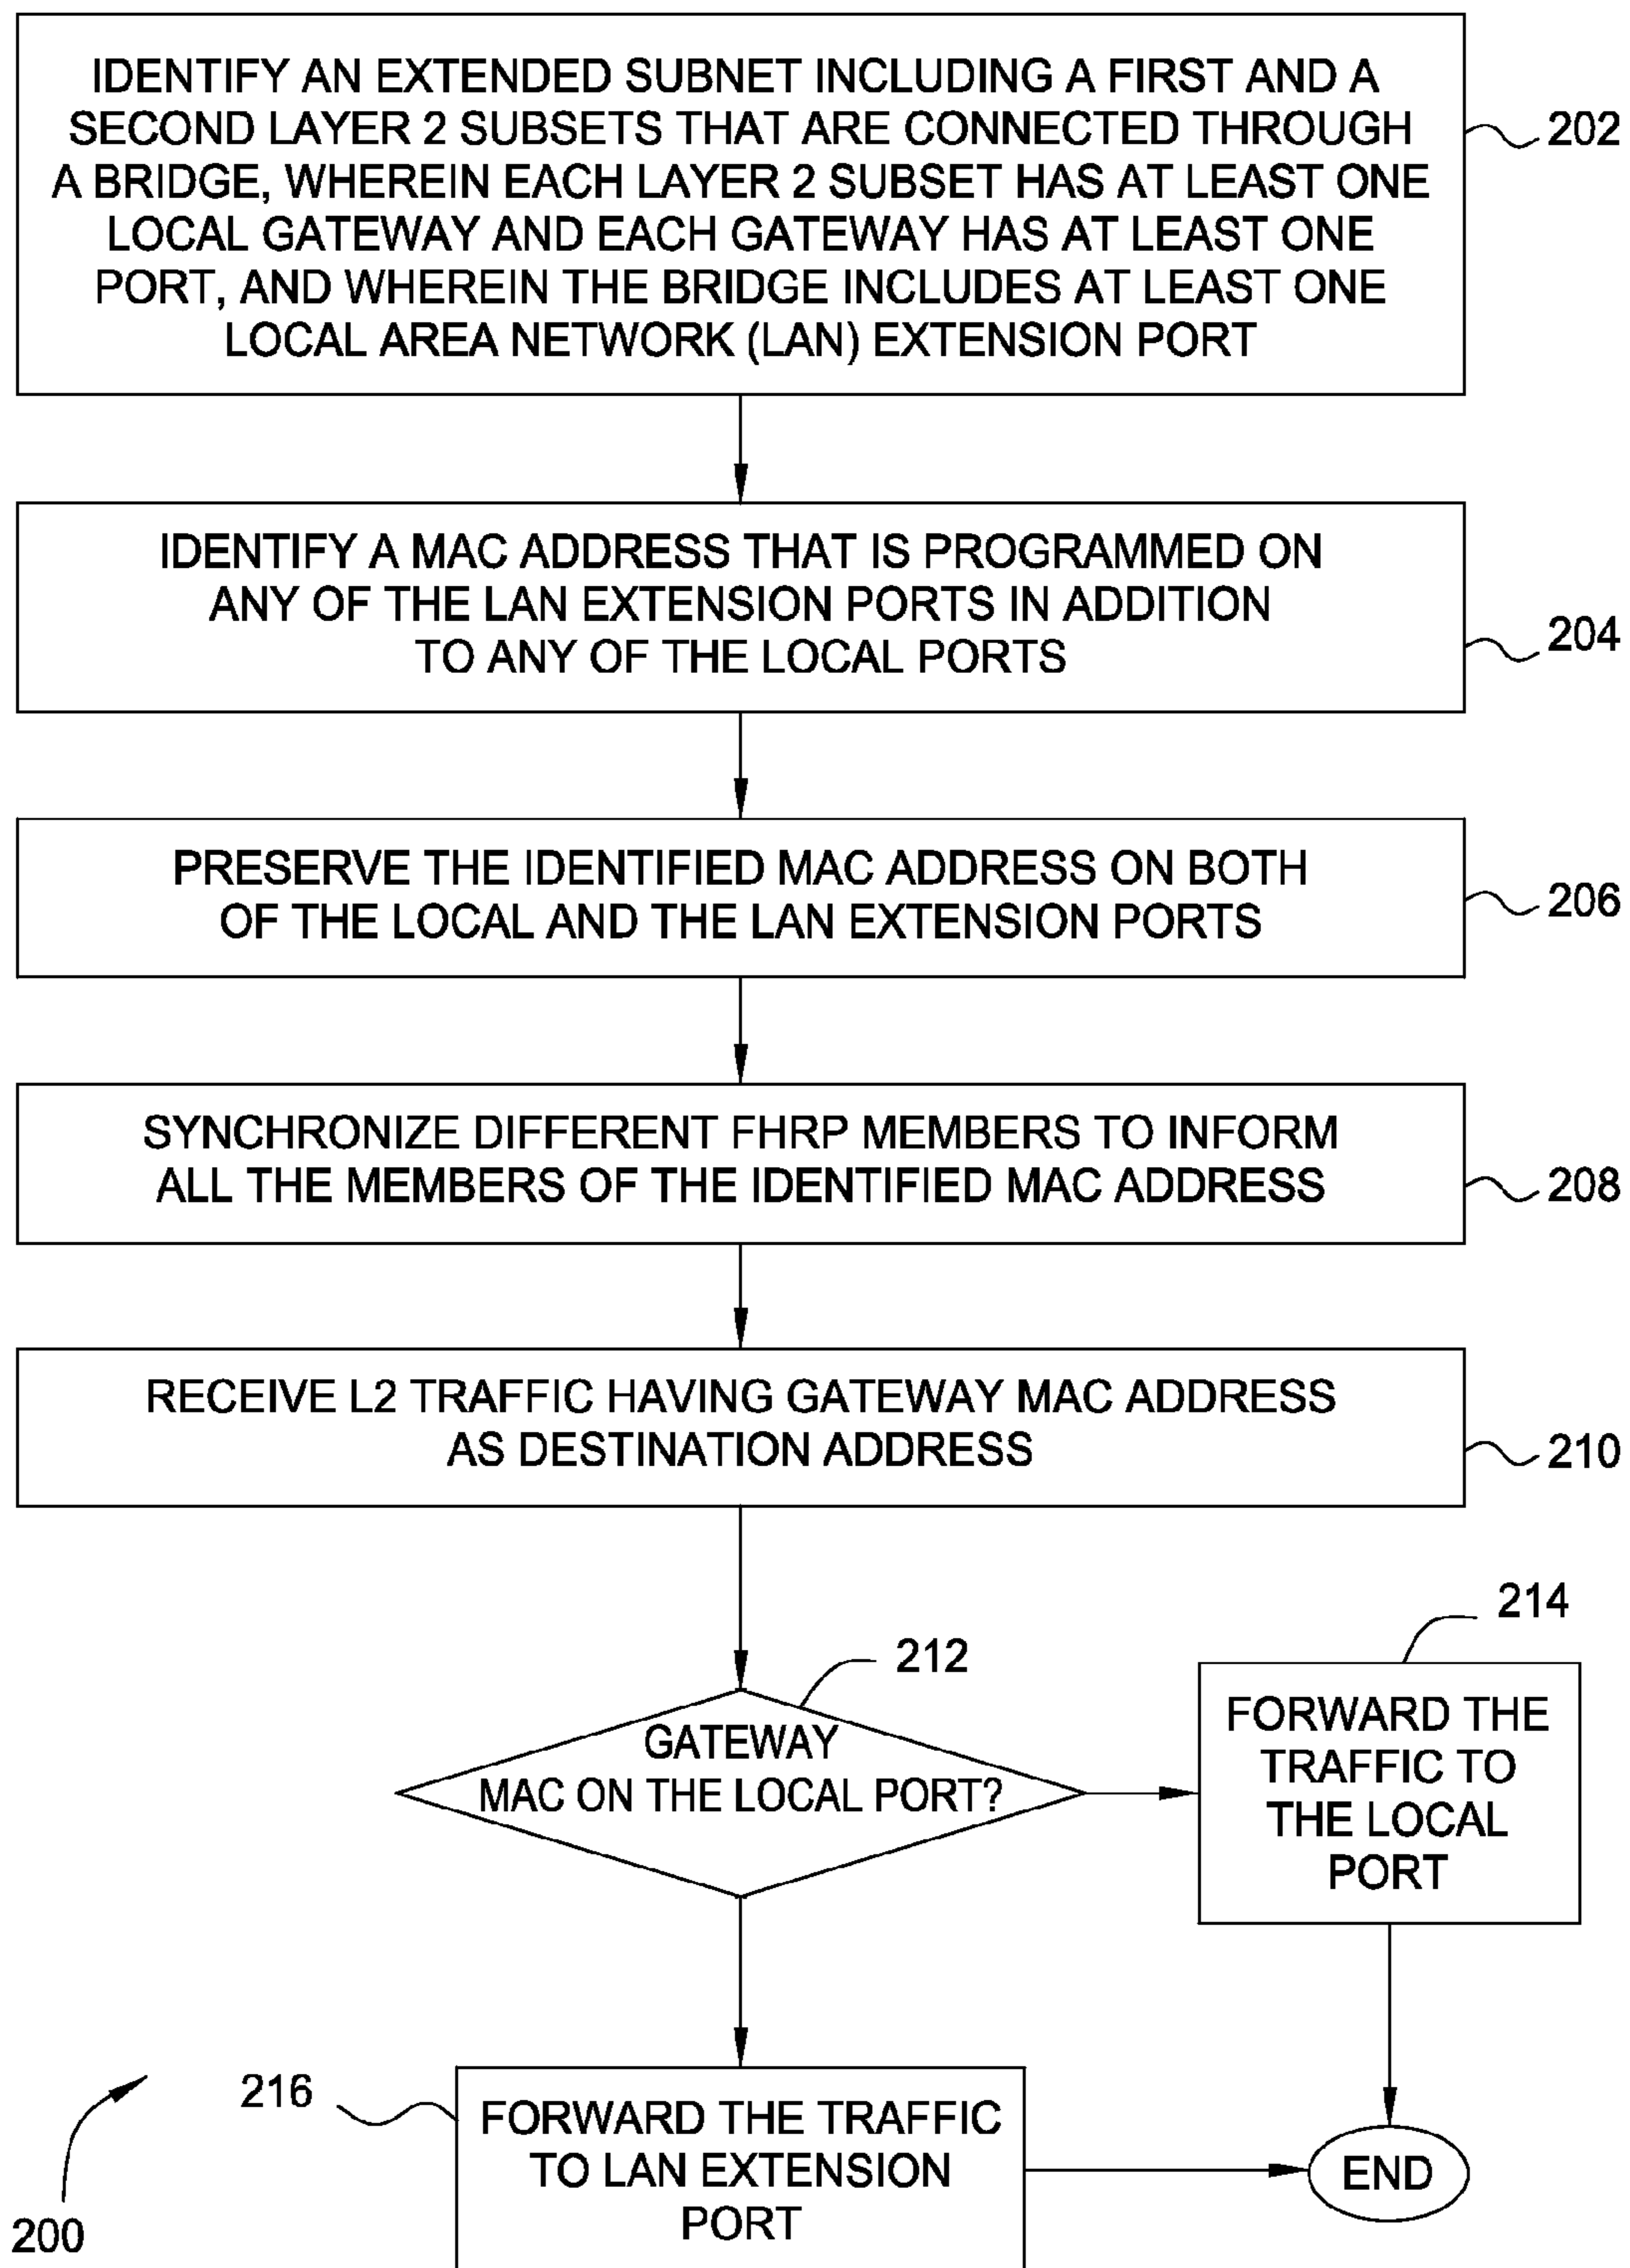 IDENTIFY AN EXTENDED SUBNET INCLUDING A FIRST AND A
SECOND LAYER 2 SUBSETS THAT ARE CONNECTED THROUGH
A BRIDGE, WHEREIN EACH LAYER 2 SUBSET HAS AT LEAST ONE
LOCAL GATEWAY AND EACH GATEWAY HAS AT LEAST ONE
PORT, AND WHEREIN THE BRIDGE INCLUDES AT LEAST ONE
LOCAL AREA NETWORK (LAN) EXTENSION PORT
202
IDENTIFY A MAC ADDRESS THAT IS PROGRAMMED ON
ANY OF THE LAN EXTENSION PORTS IN ADDITION
TO ANY OF THE LOCAL PORTS
204
PRESERVE THE IDENTIFIED MAC ADDRESS ON BOTH
OF THE LOCAL AND THE LAN EXTENSION PORTS
206
SYNCHRONIZE DIFFERENT FHRP MEMBERS TO INFORM
ALL THE MEMBERS OF THE IDENTIFIED MAC ADDRESS
208
RECEIVE L2 TRAFFIC HAVING GATEWAY MAC ADDRESS
AS DESTINATION ADDRESS
210
212
GATEWAY
MAC ON THE LOCAL PORT?
214
FORWARD THE
TRAFFIC TO
THE LOCAL
PORT
216
FORWARD THE TRAFFIC
TO LAN EXTENSION
PORT
END
200